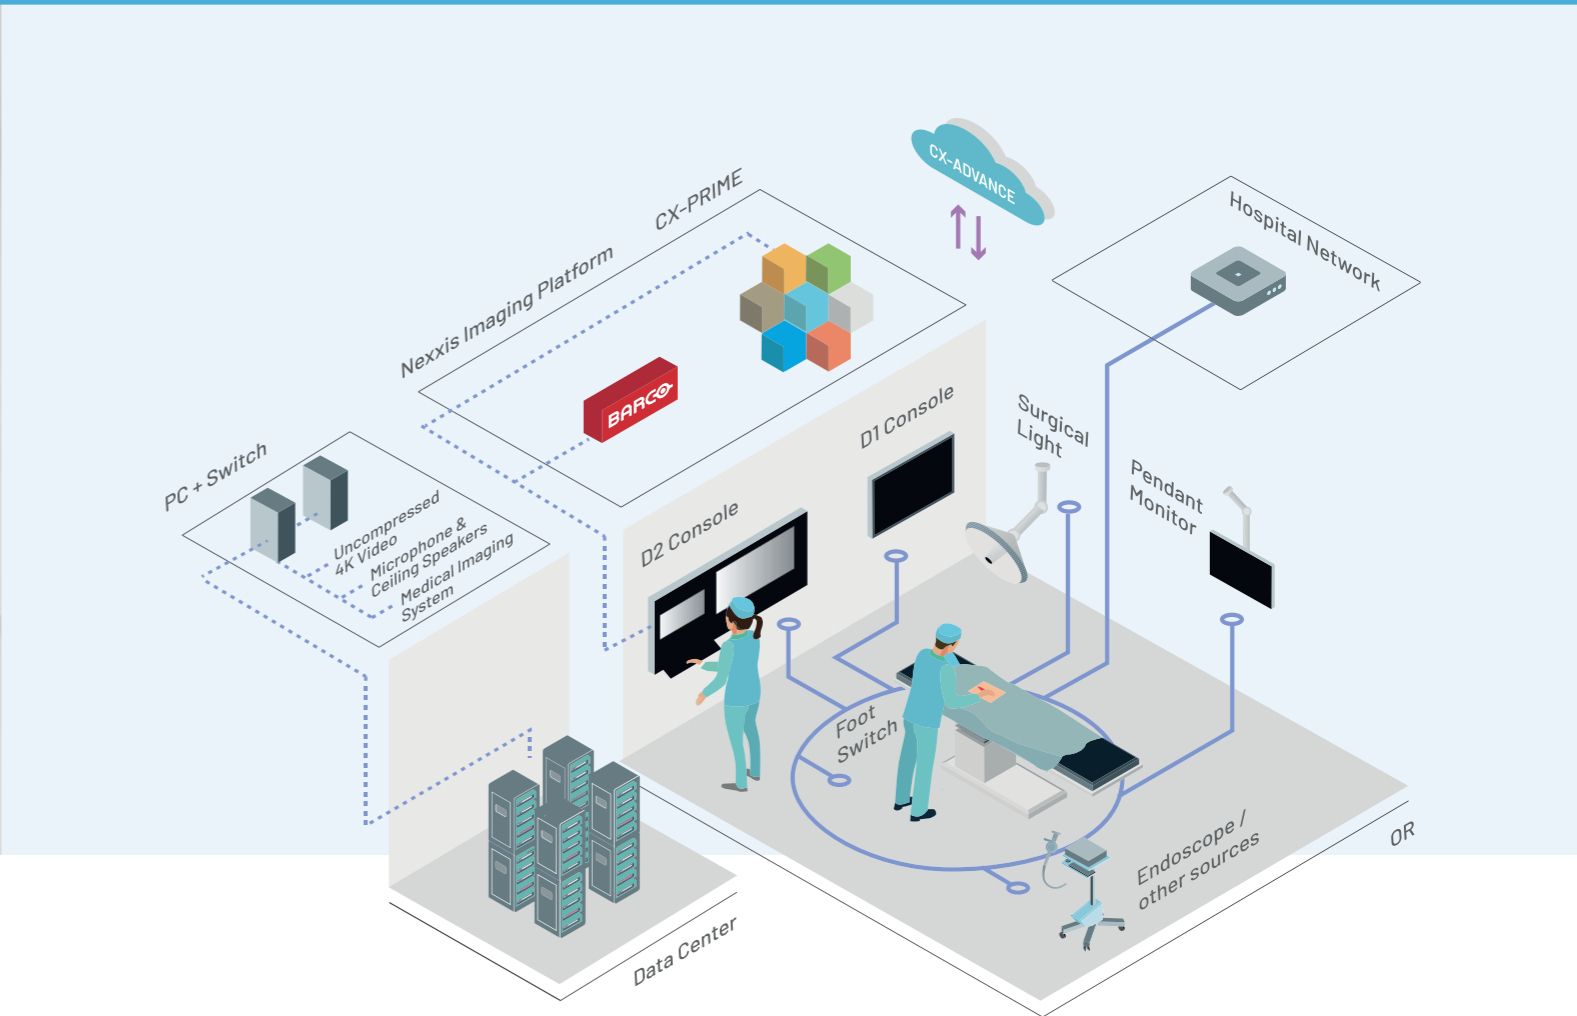 CX-ADVANCE
CX-PRIME
Nexxis Imaging Platform
Hospital Network
BARCO
PC + Switch
Uncompressed
4K Video
Microphone &
Ceiling Speakers
Medical Imaging
System
D1 Console
D2 Console
Surgical
Light
Pendant
Monitor
Foot
Switch
Endoscope /
other sources
OR
Data Center